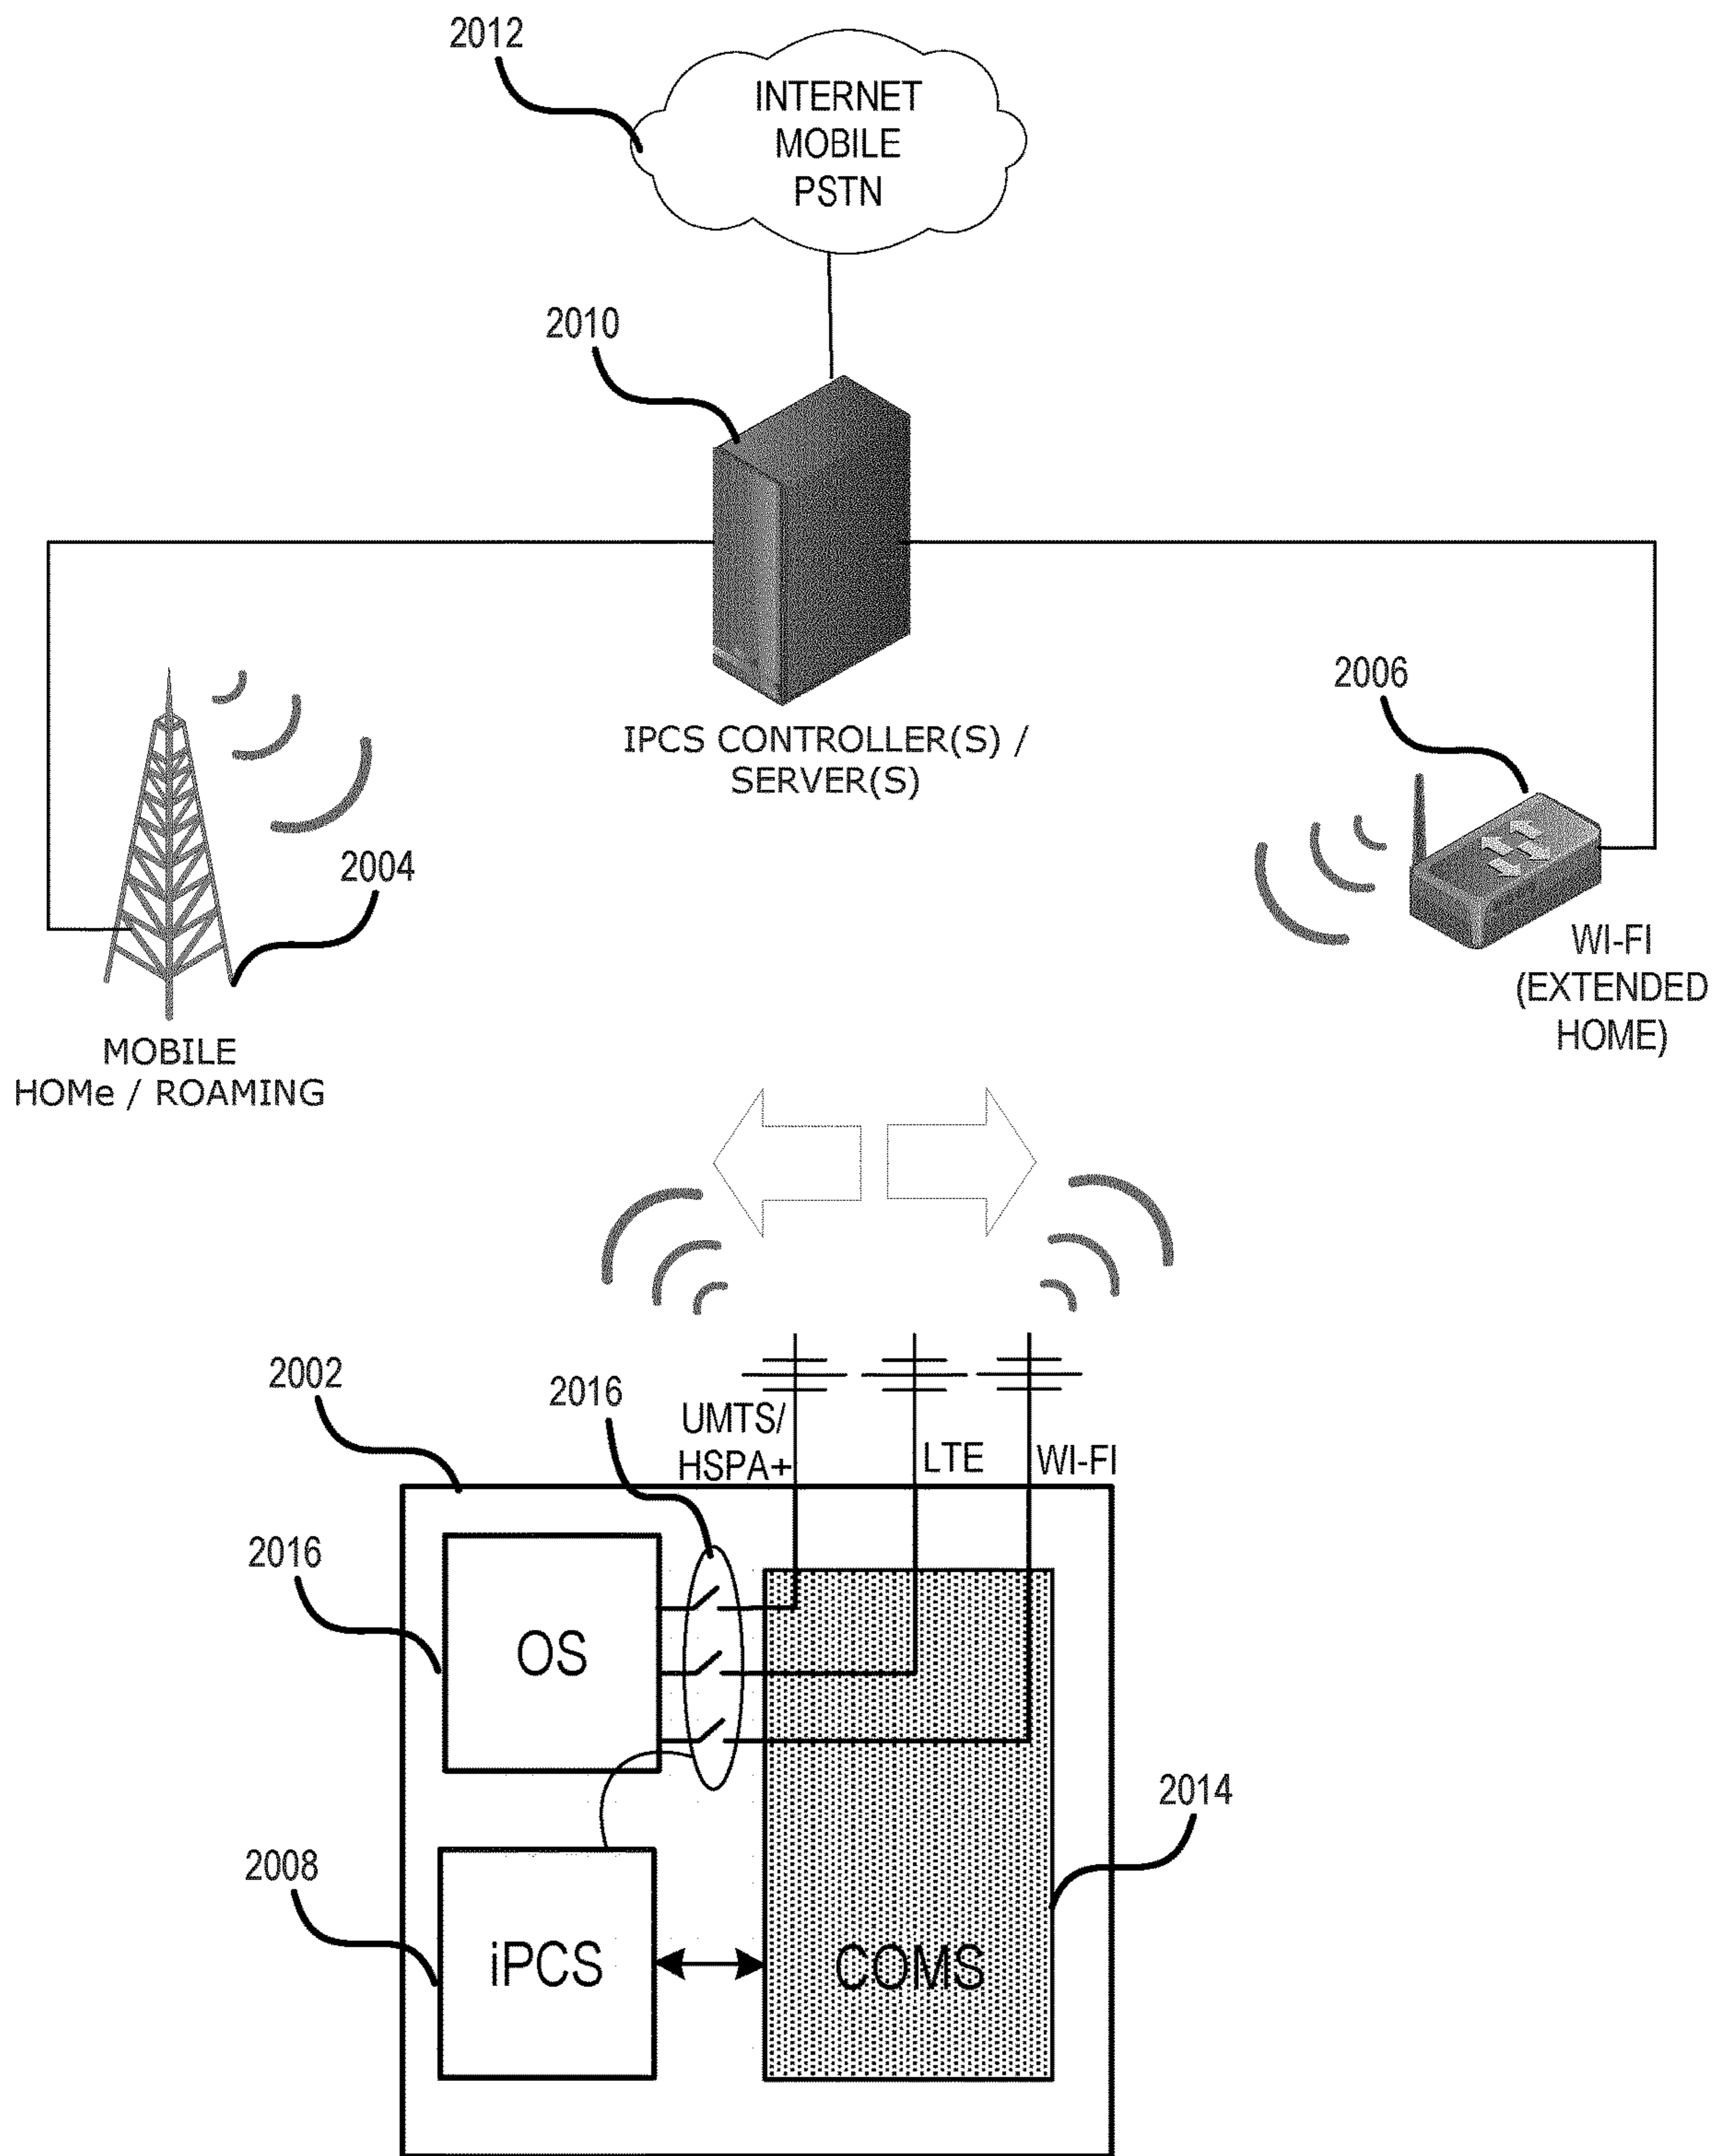 2012
INTERNET
MOBILE
PSTN
2010
IPCS CONTROLLER(S) /
SERVER(S)
2006
2004
WI-FI
(EXTENDED
HOME)
MOBILE
HOMe / ROAMING
2002
2016
UMTS/
HSPA+
LTE
WI-FI
2016
OS
2014
2008
iPCS
COMS